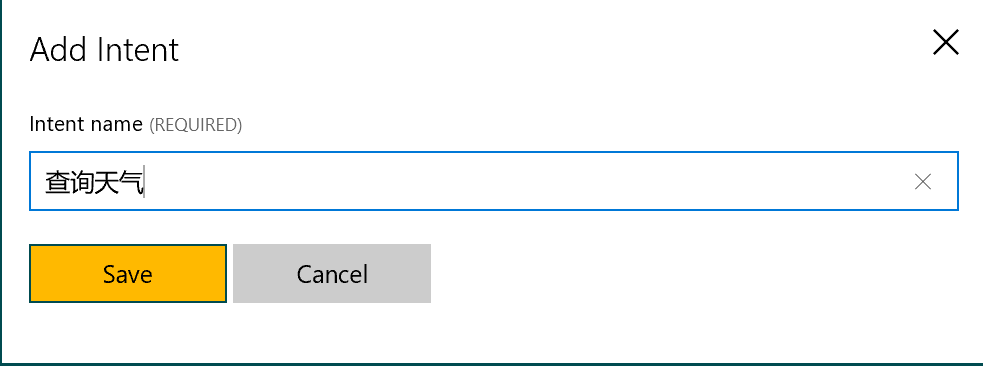 Add Intent
Intent name (REQUIRED)
查询天气
Save Cancel